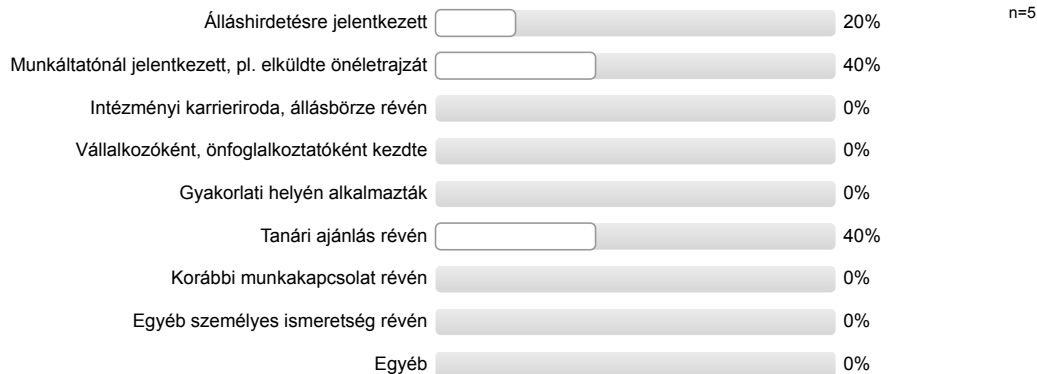 Álláshirdetésre jelentkezett 20% n=5
Munkáltatónál jelentkezett, pl. elküldte önéletrajzát 40%
Intézményi karrieriroda, állásbörze révén 0%
Vállalkozóként, önfoglalkoztatóként kezdte 0%
Gyakorlati helyén alkalmazták 0%
Tanári ajánlás révén 40%
Korábbi munkakapcsolat révén 0%
Egyéb személyes ismeretség révén 0%
Egyéb 0%